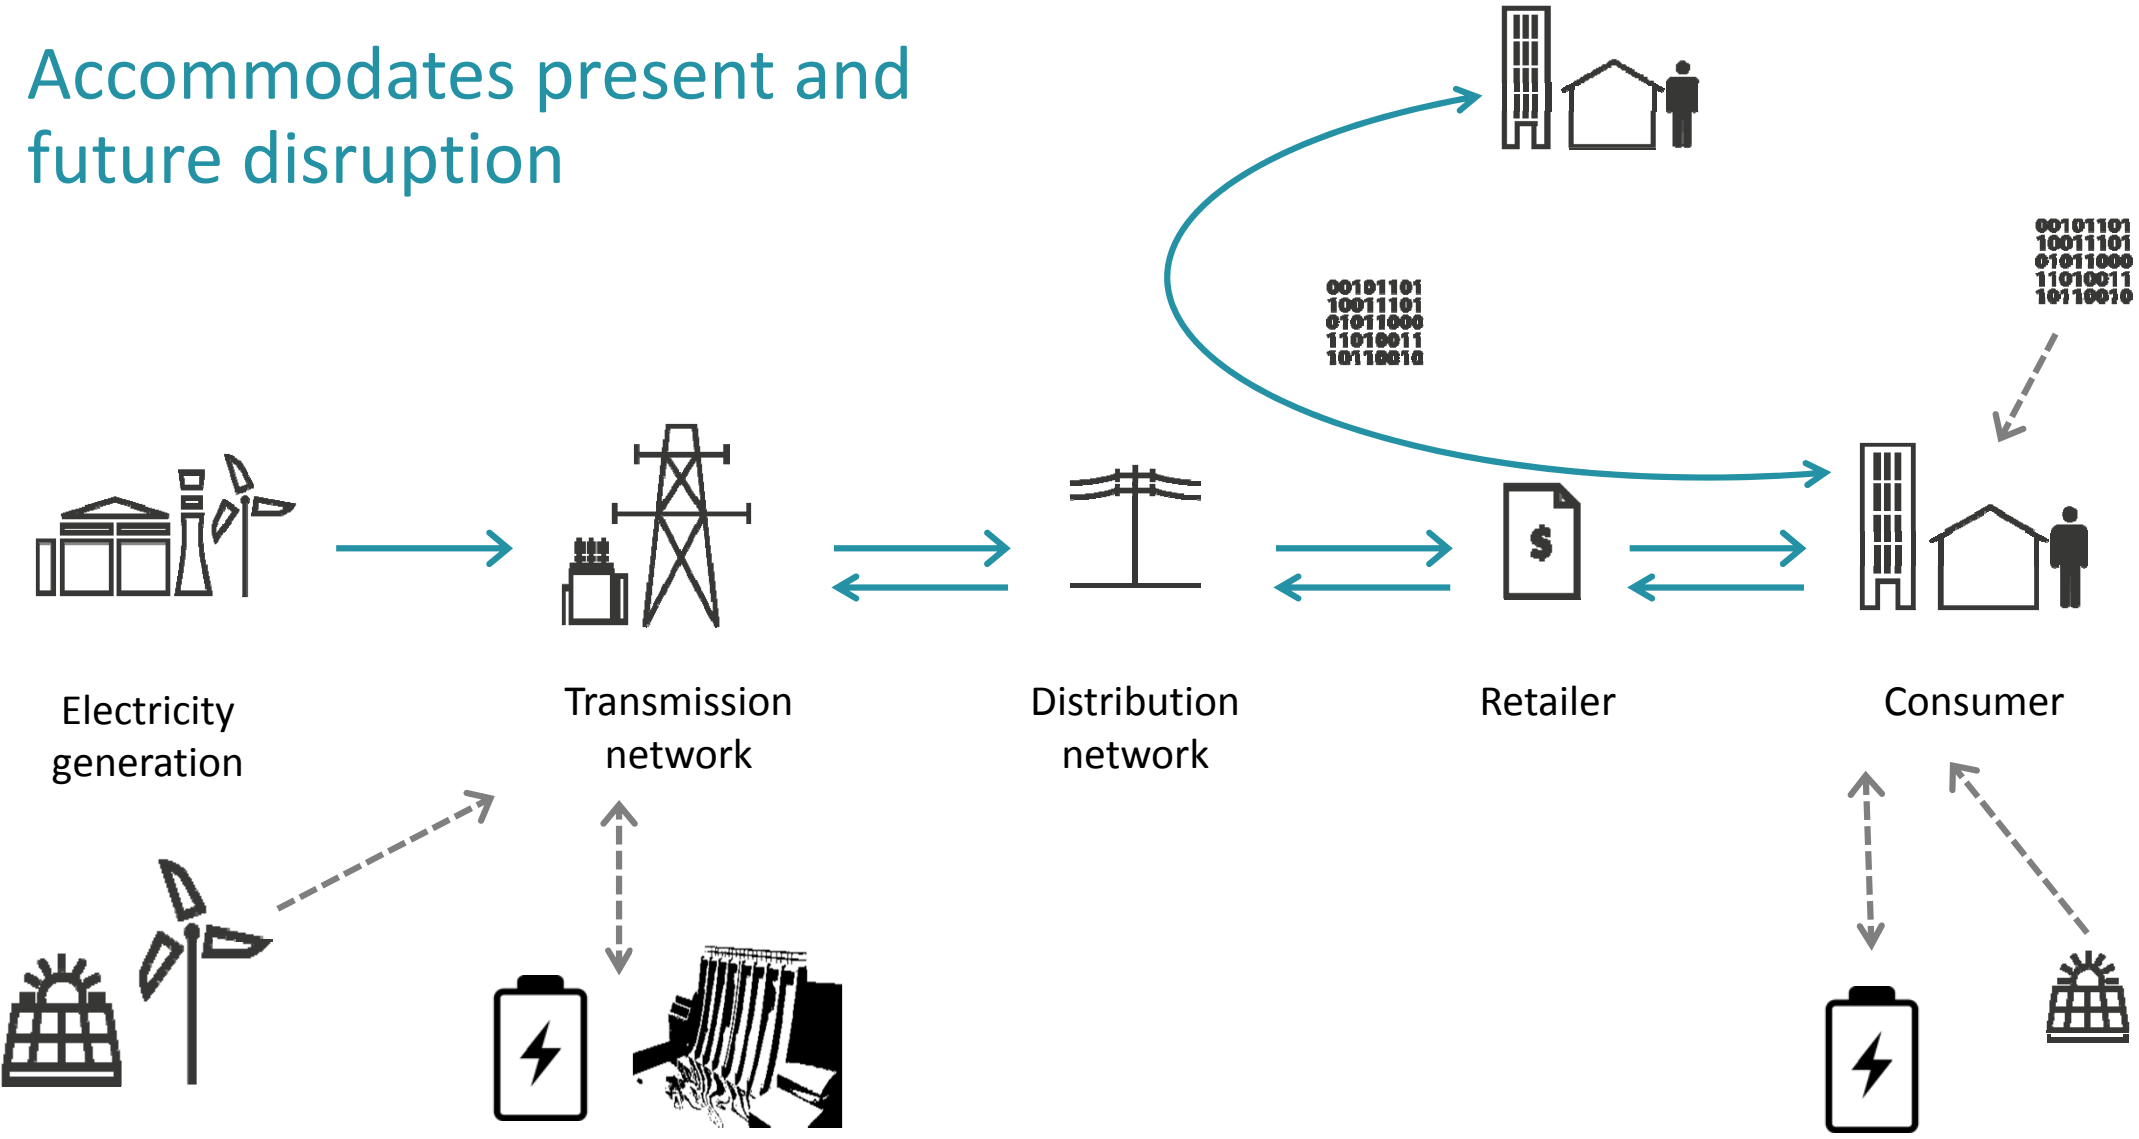 Accommodates present and
future disruption
00101101
10011101
01011000
11010011
10110010
00101101
10011101
01011000
11010011
10110010
$
Electricity
generation
Transmission
network
Distribution
network
Retailer
Consumer